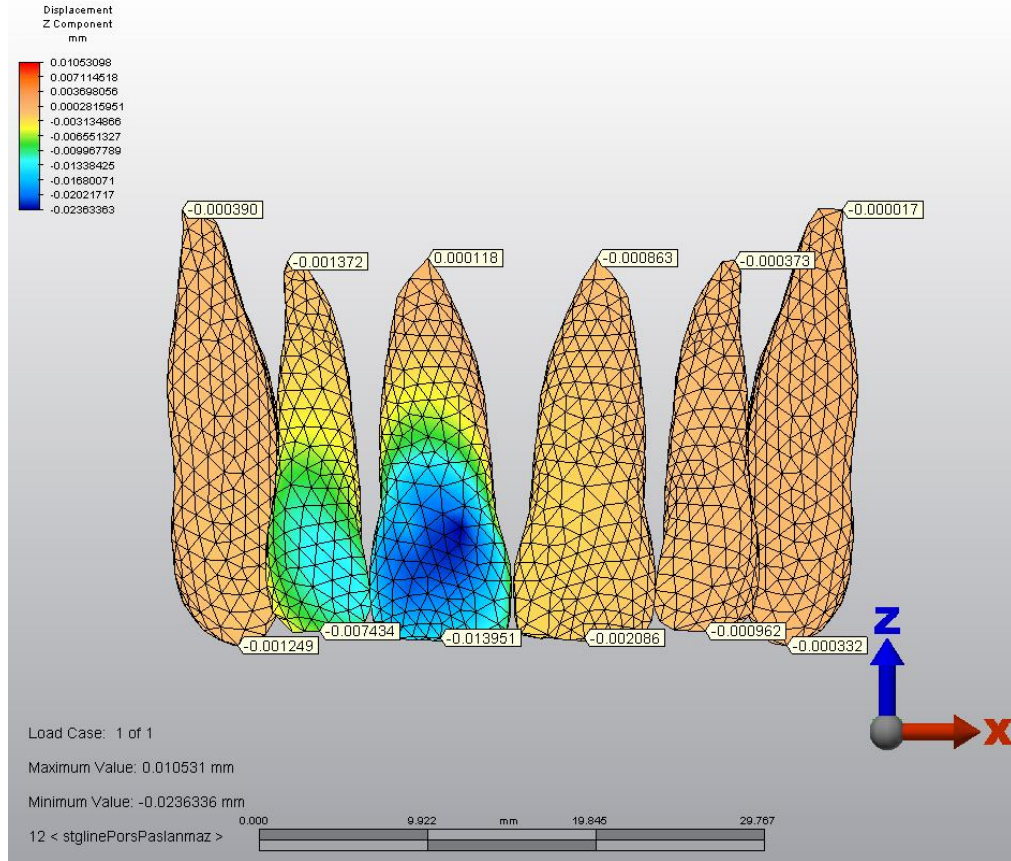 Displacement
Z Component
mm
0.01053098
0.007114518
0.003698056
0.0002815951
-0.003134866
-0.006551327
-0.009967789
-0.01338425
-0.01680071
-0.02021717
-0.02363363
-0.000390
-0.000017
-0.001372
0.000118
-0.000863
-0.000373
-0.001249
-0.007434
-0.013951
-0.002086
-0.000962
-0.000332
Z
X
Load Case: 1 of 1
Maximum Value: 0.010531 mm
Minimum Value: -0.0236336 mm
12 < stglinePorsPaslanmaz >
0.000 9.922 mm 19.845 29.767